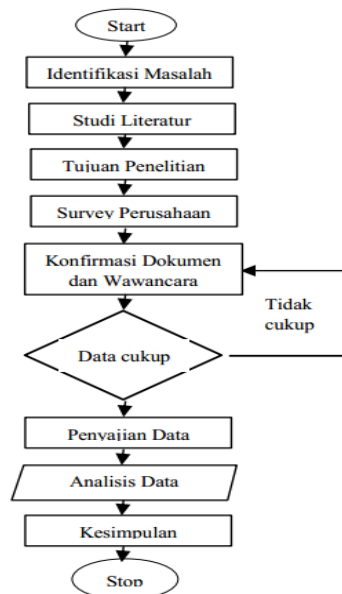 Start
Identifikasi Masalah
Studi Literatur
Tujuan Penelitian
Survey Perusahaan
Konfirmasi Dokumen
dan Wawancara
Tidak
cukup
Data cukup
Penyajian Data
Analisis Data
Kesimpulan
Stop